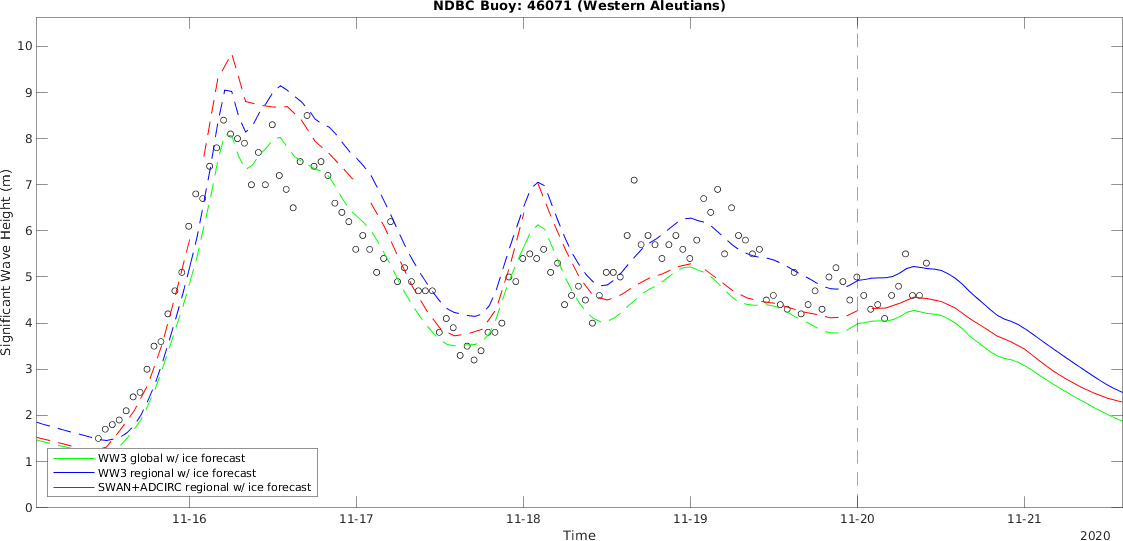 NDBC Buoy: 46071 (Western Aleutians)
10
9
8
7
6
5
4
3
2
1
0
Significant Wave Height (m)
WW3 global w/ ice forecast
WW3 regional w/ ice forecast
SWAN+ADCIRC regional w/ ice forecast
11-16 11-17 11-18 11-19 11-20 11-21
Time
2020